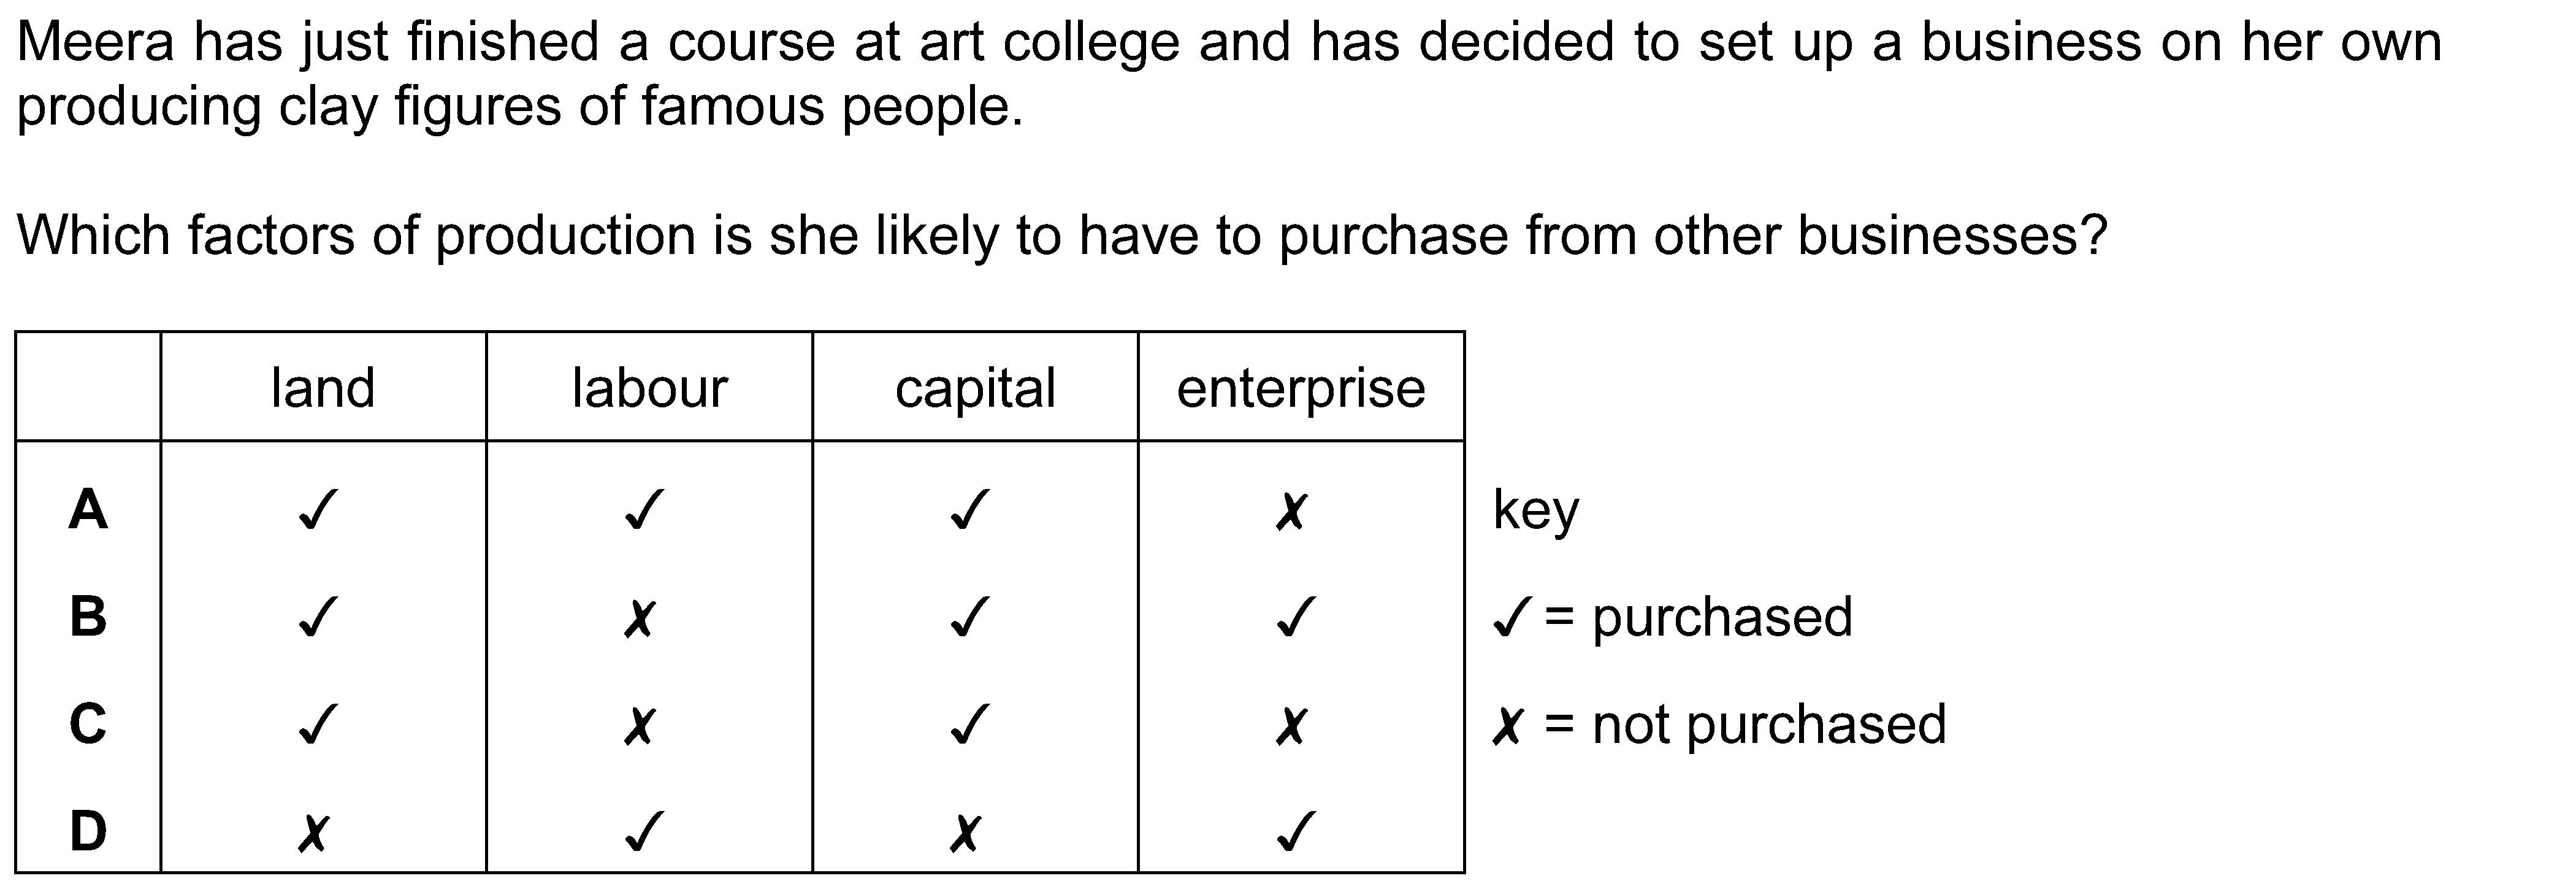 Meera has just finished a course at art college and has decided to set up a business on her own
producing clay figures of famous people.
Which factors of production is she likely to have to purchase from other businesses?
land labour capital enterprise
A ✓ ✓ ✓ ✗ key
B ✓ ✗ ✓ ✓ ✓ = purchased
C ✓ ✗ ✓ ✗ ✗ = not purchased
D ✗ ✓ ✗ ✓